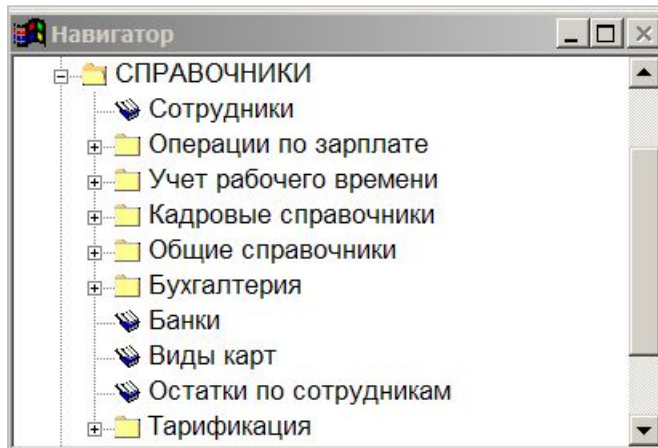 Навигатор
СПРАВОЧНИКИ
Сотрудники
Операции по зарплате
Учет рабочего времени
Кадровые справочники
Общие справочники
Бухгалтерия
Банки
Виды карт
Остатки по сотрудникам
Тарификация